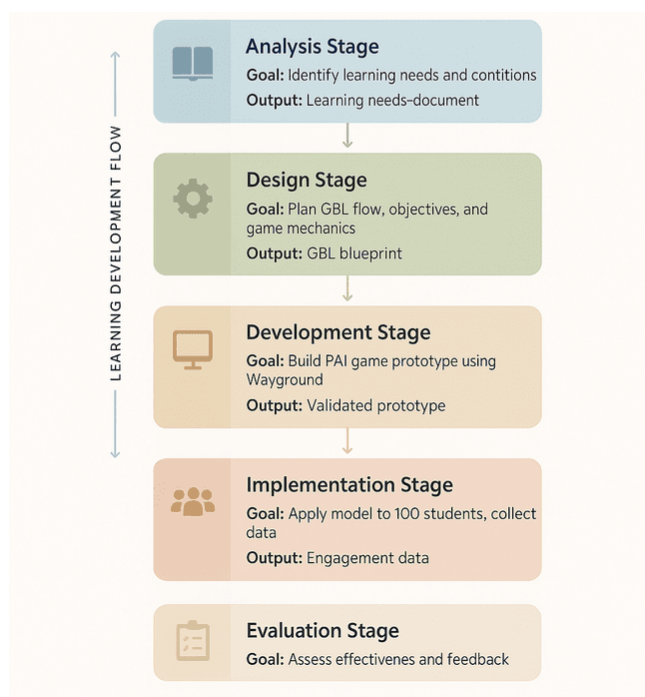 LEARNING DEVELOPMENT FLOW
Analysis Stage
Goal: Identify learning needs and contitions
Output: Learning needs-document
Design Stage
Goal: Plan GBL flow, objectives, and
game mechanics
Output: GBL blueprint
Development Stage
Goal: Build PAI game prototype using
Wayground
Output: Validated prototype
Implementation Stage
Goal: Apply model to 100 students, collect
data
Output: Engagement data
Evaluation Stage
Goal: Assess effectivenes and feedback